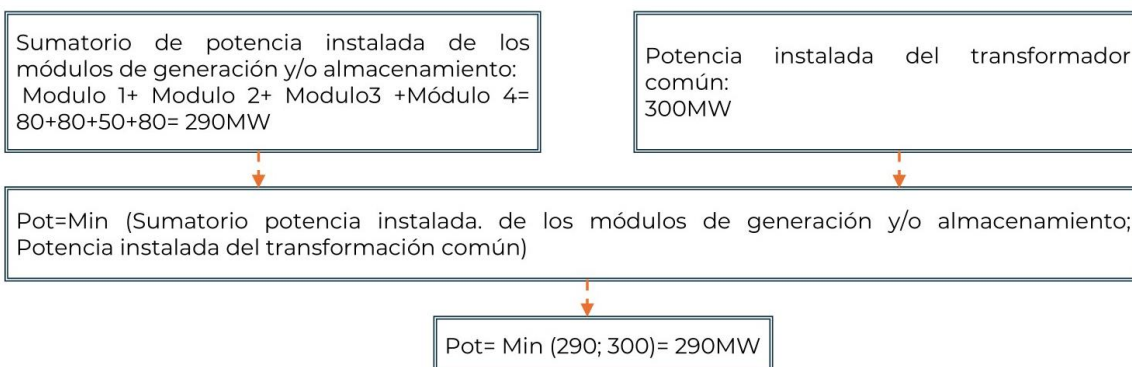 Sumatorio de potencia instalada de los
módulos de generación y/o almacenamiento:
Modulo 1+ Modulo 2+ Modulo3 +Módulo 4=
80+80+50+80= 290MW
Potencia instalada del transformador
común:
300MW
Pot=Min (Sumatorio potencia instalada. de los módulos de generación y/o almacenamiento;
Potencia instalada del transformación común)
Pot= Min (290; 300)= 290MW